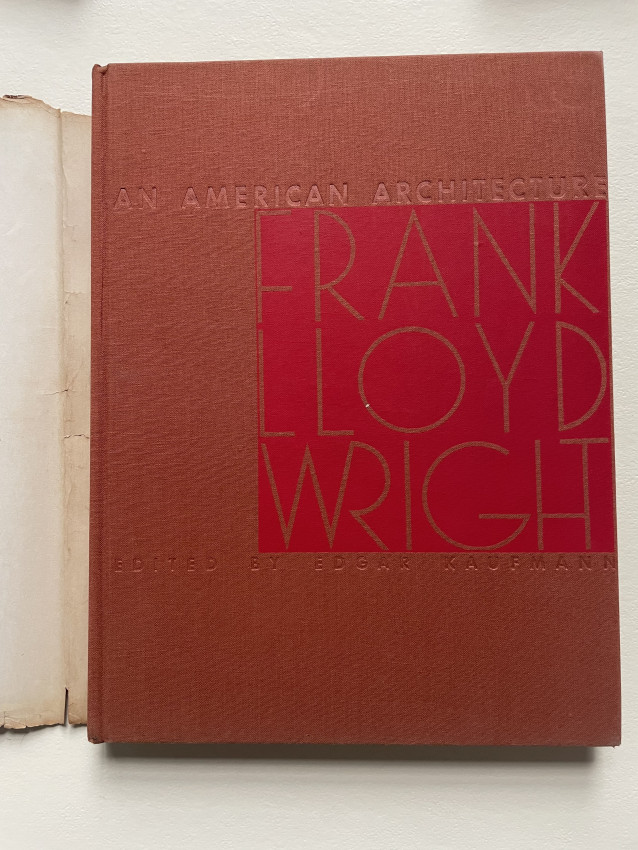 AN AMERICAN ARCHITECTURE
FRANK
LLOYD
WRIGHT
EDITED BY EDGAR KAUFMANN